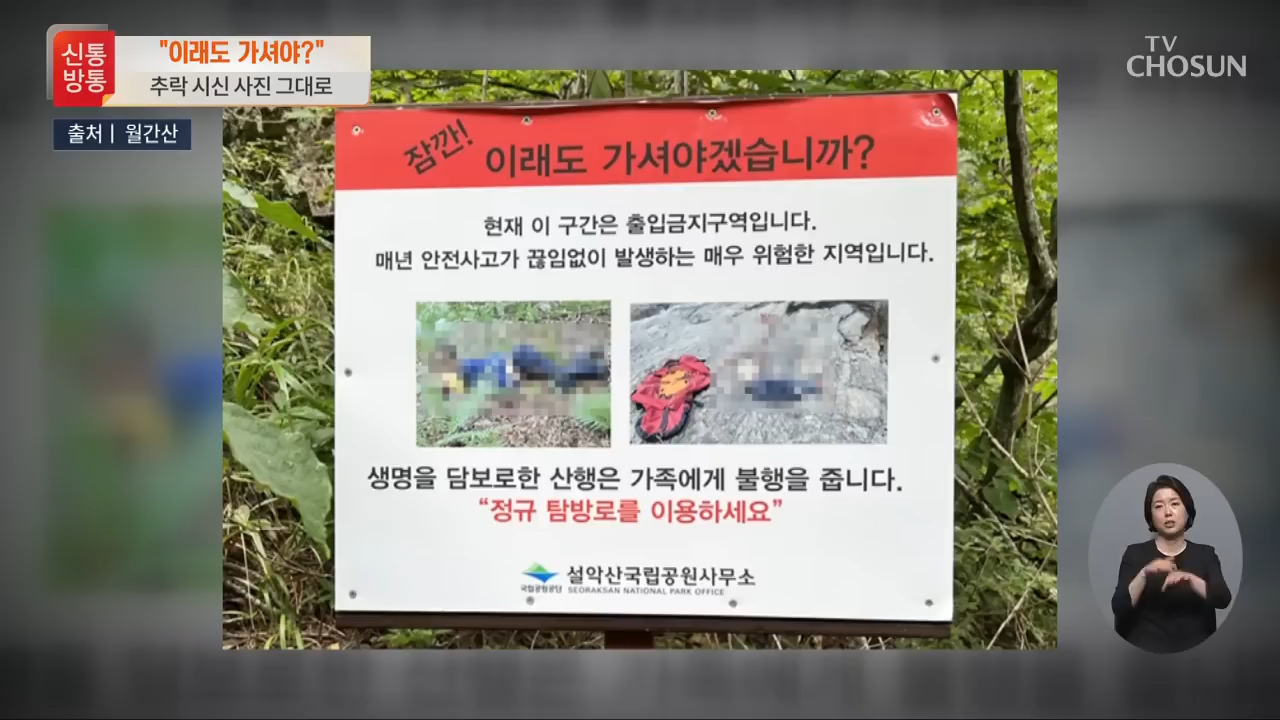 신통
방통
"이래도 가셔야?"
추락 시신 사진 그대로
출처 | 월간산
TV
CHOSUN
잠깐!
이래도 가셔야겠습니까?
현재 이 구간은 출입금지구역입니다.
매년 안전사고가 끊임없이 발생하는 매우 위험한 지역입니다.
생명을 담보로한 산행은 가족에게 불행을 줍니다.
“정규 탐방로를 이용하세요”
국립공원공단
설악산국립공원사무소
SEORAKSAN NATIONAL PARK OFFICE